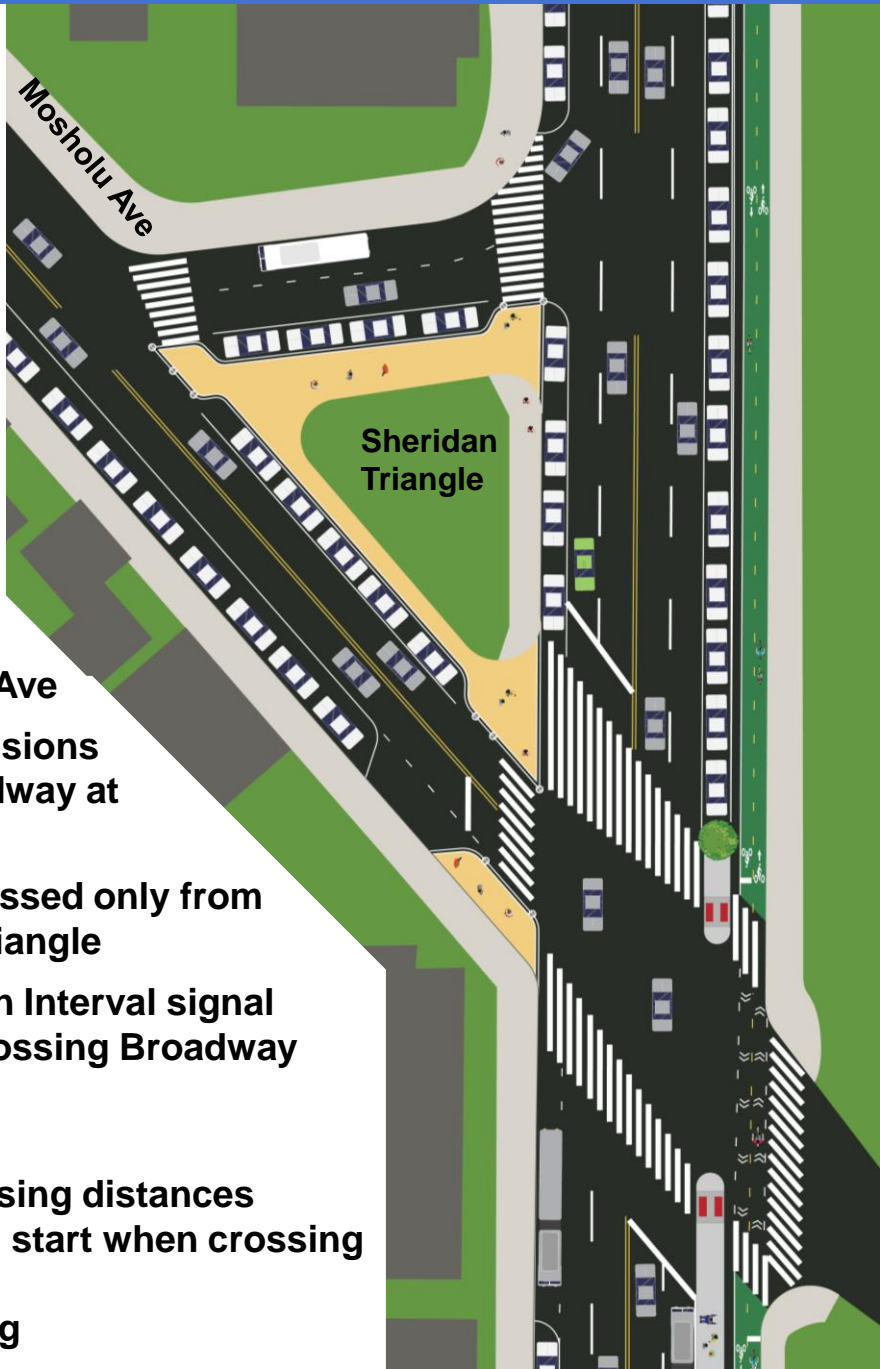 Mosholu Ave
Sheridan
Triangle
Ave
sions
lway at
ssed only from
iangle
n Interval signal
ossing Broadway
sing distances
start when crossing
g